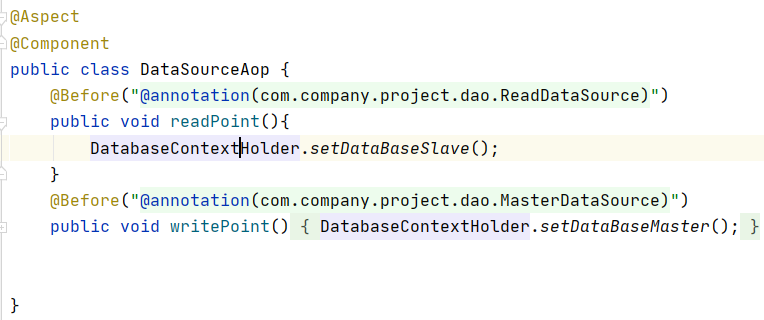 @Aspect
@Component
public class DataSourceAop {
    @Before("@annotation(com.company.project.dao.ReadDataSource)")
    public void readPoint(){
        DatabaseContextHolder.setDataBaseSlave();
    }
    @Before("@annotation(com.company.project.dao.MasterDataSource)")
    public void writePoint() { DatabaseContextHolder.setDataBaseMaster(); }
}